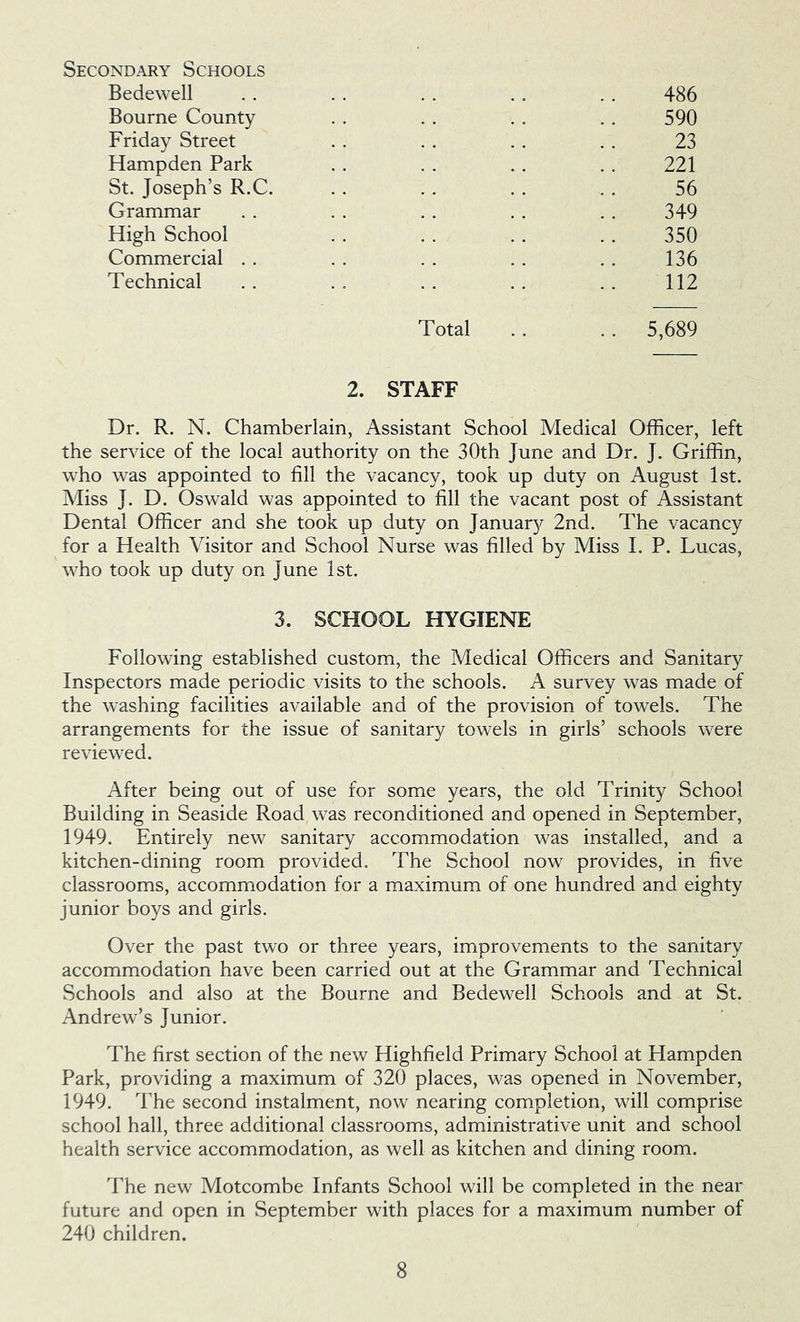 SECONDARY SCHOOLS
Bedewell .. .. .. .. .. 486
Bourne County .. .. .. .. 590
Friday Street .. .. .. .. 23
Hampden Park .. .. .. .. 221
St. Joseph's R.C. .. .. .. .. 56
Grammar .. .. .. .. .. 349
High School .. .. .. .. 350
Commercial .. .. .. .. .. 136
Technical .. .. .. .. .. 112
Total .. .. 5,689
2. STAFF
Dr. R. N. Chamberlain, Assistant School Medical Officer, left
the service of the local authority on the 30th June and Dr. J. Griffin,
who was appointed to fill the vacancy, took up duty on August 1st.
Miss J. D. Oswald was appointed to fill the vacant post of Assistant
Dental Officer and she took up duty on January 2nd. The vacancy
for a Health Visitor and School Nurse was filled by Miss I. P. Lucas,
who took up duty on June 1st.
3. SCHOOL HYGIENE
Following established custom, the Medical Officers and Sanitary
Inspectors made periodic visits to the schools. A survey was made of
the washing facilities available and of the provision of towels. The
arrangements for the issue of sanitary towels in girls' schools were
reviewed.
After being out of use for some years, the old Trinity School
Building in Seaside Road was reconditioned and opened in September,
1949. Entirely new sanitary accommodation was installed, and a
kitchen-dining room provided. The School now provides, in five
classrooms, accommodation for a maximum of one hundred and eighty
junior boys and girls.
Over the past two or three years, improvements to the sanitary
accommodation have been carried out at the Grammar and Technical
Schools and also at the Bourne and Bedewell Schools and at St.
Andrew's Junior.
The first section of the new Highfield Primary School at Hampden
Park, providing a maximum of 320 places, was opened in November,
1949. The second instalment, now nearing completion, will comprise
school hall, three additional classrooms, administrative unit and school
health service accommodation, as well as kitchen and dining room.
The new Motcombe Infants School will be completed in the near
future and open in September with places for a maximum number of
240 children.
8